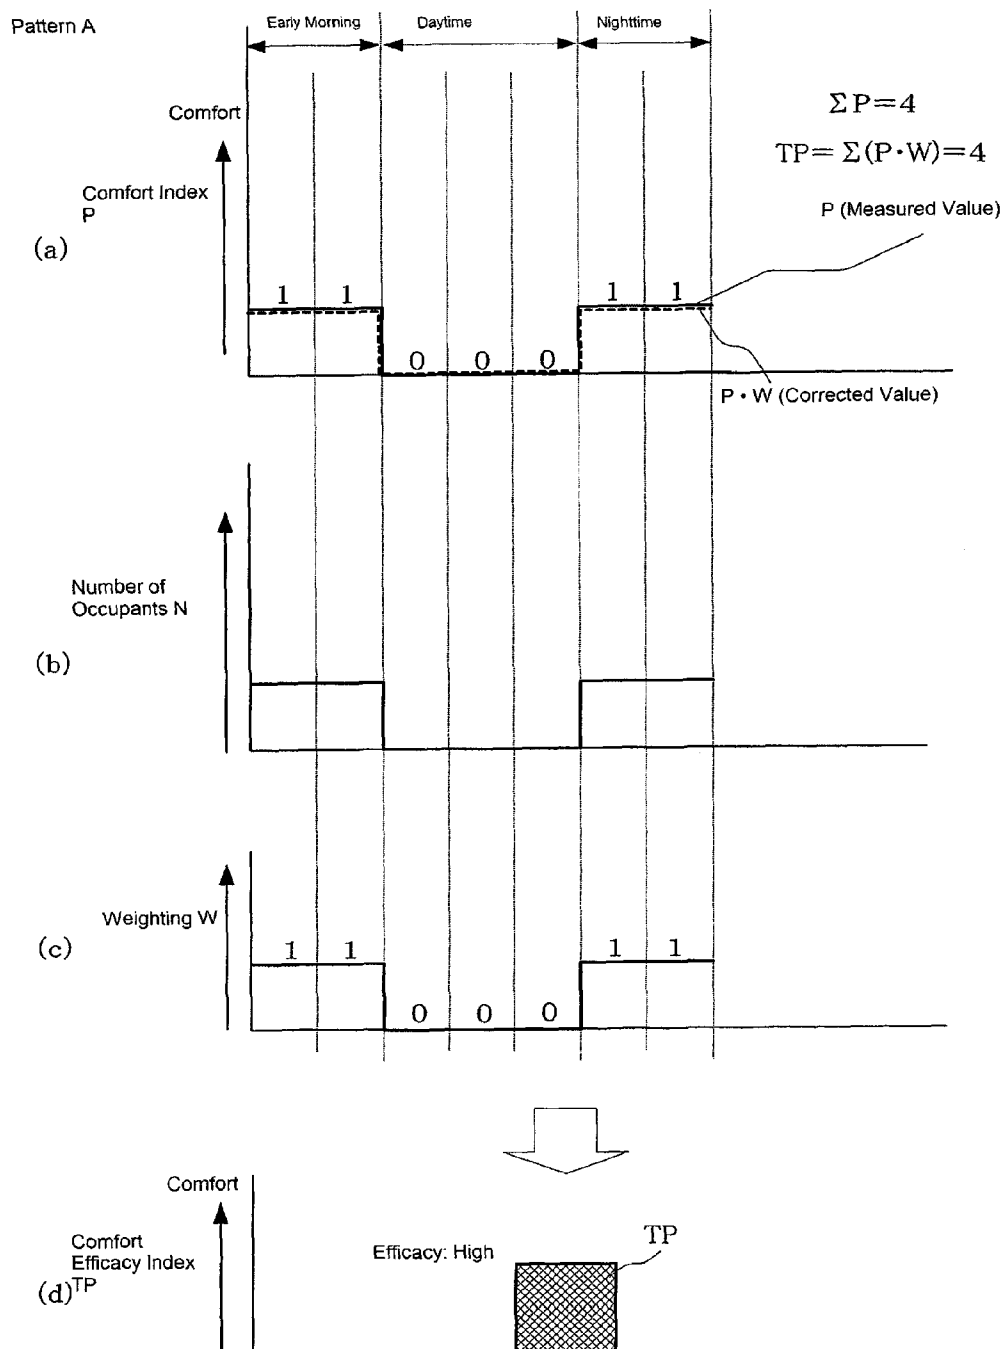 Pattern A
Early Morning
Daytime
Nighttime
Comfort
ΣP=4
TP= Σ(P·W)=4
Comfort Index
P
P (Measured Value)
(a)
1 1 1 1
0 0 0
P · W (Corrected Value)
Number of
Occupants N
(b)
Weighting W
(c)
1 1 1 1
0 0 0
Comfort
Comfort
Efficacy Index
TP
Efficacy: High
TP
(d)